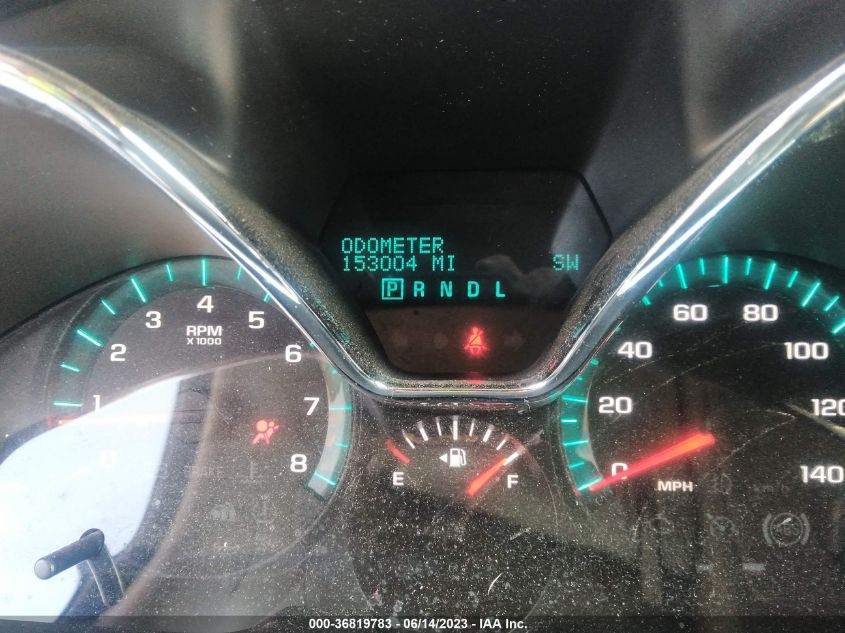 ODOMETER
153004 MI SW
P R N D L
0 1 2 3 4 5 6 7 8
RPM
X1000
E F
0 20 40 60 80 100 120 140
MPH
000-36819783 - 06/14/2023 - IAA Inc.